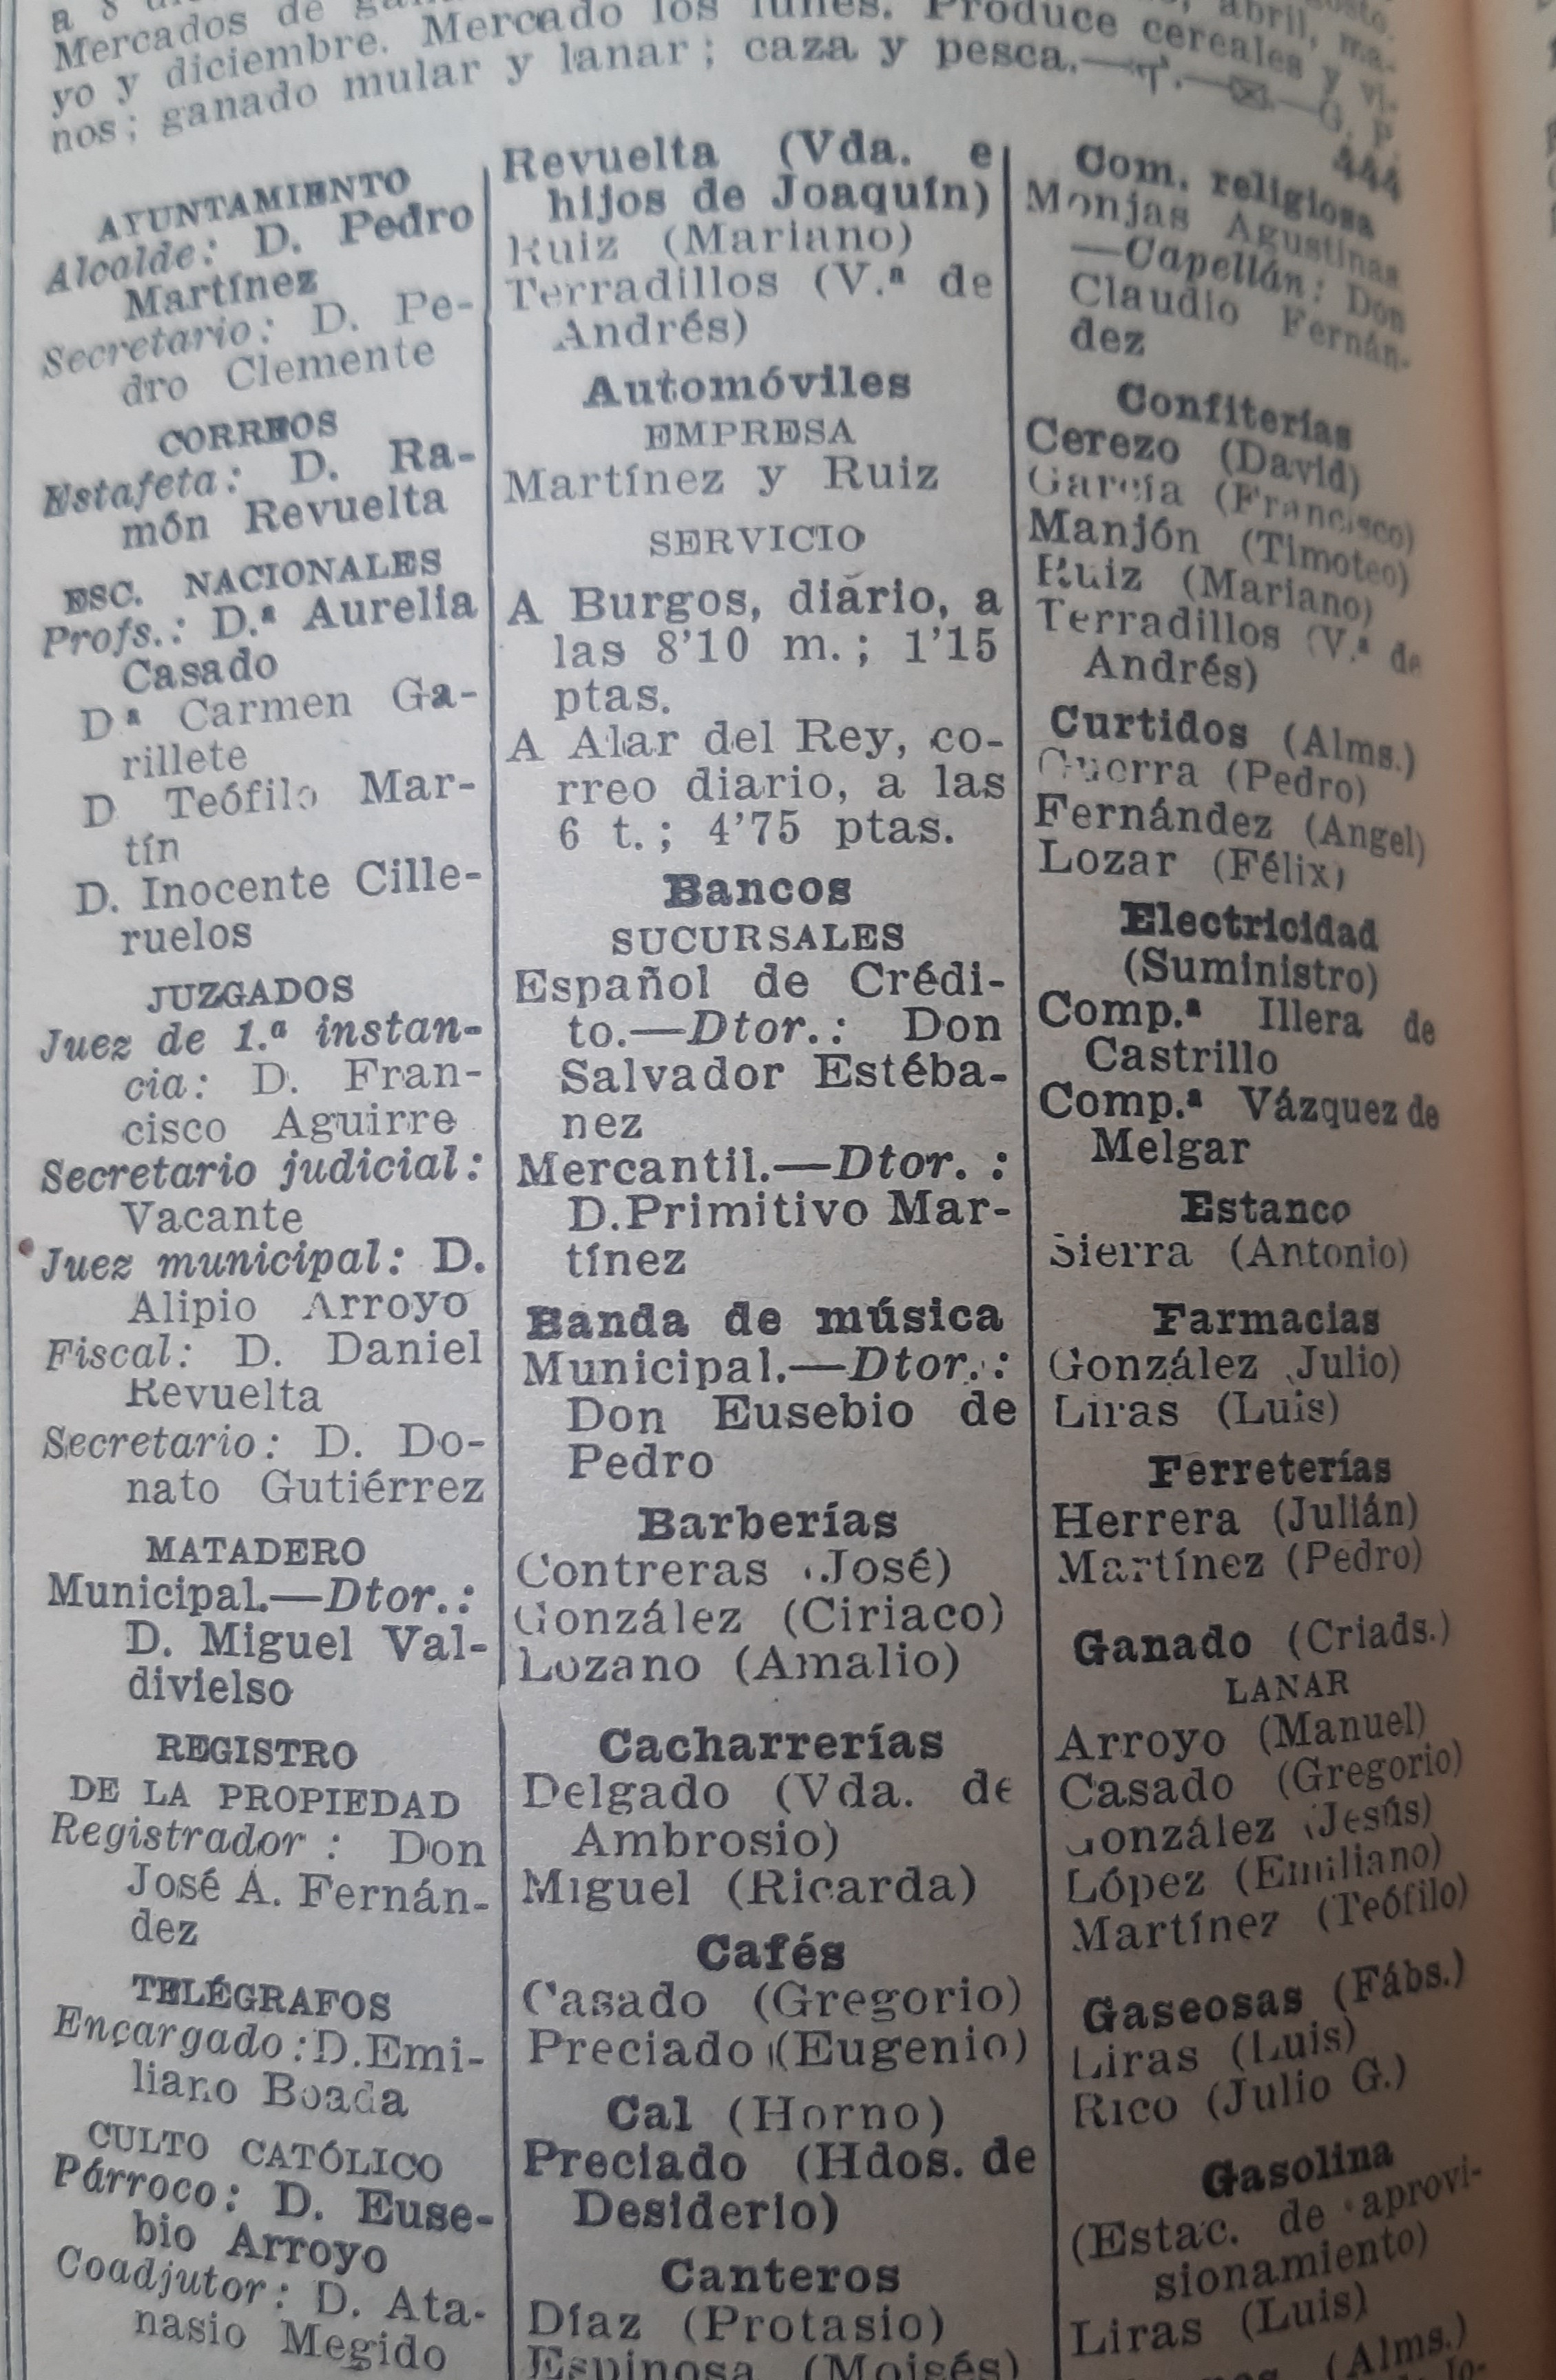 a 8
Mercados de abril, ma-
yo y diciembre. Mercado los lunes. Produce cereales y vi-
nos; ganado mular y lanar; caza y pesca.— .— .—G. P.
444
AYUNTAMIENTO
Alcalde: D. Pedro
Martínez
Secretario: D. Pe-
dro Clemente
CORREOS
Estafeta: D. Ra-
món Revuelta
ESC. NACIONALES
Profs.: D.ª Aurelia
Casado
Dª Carmen Ga-
rillete
D Teófilo Mar-
tín
D. Inocente Cille-
ruelos
JUZGADOS
Juez de 1.ª instan-
cia: D. Fran-
cisco Aguirre
Secretario judicial:
Vacante
Juez municipal: D.
Alipio Arroyo
Fiscal: D. Daniel
Revuelta
Secretario: D. Do-
nato Gutiérrez
MATADERO
Municipal.—Dtor.:
D. Miguel Val-
divielso
REGISTRO
DE LA PROPIEDAD
Registrador: Don
José A. Fernán-
dez
TELÉGRAFOS
Encargado: D. Emi-
liano Boada
CULTO CATÓLICO
Párroco: D. Euse-
bio Arroyo
Coadjutor: D. Ata-
nasio Megido
Revuelta (Vda. e
hijos de Joaquín)
Ruiz (Mariano)
Terradillos (V.ª de
Andrés)
Automóviles
EMPRESA
Martínez y Ruiz
SERVICIO
A Burgos, diario, a
las 8'10 m.; 1'15
ptas.
A Alar del Rey, co-
rreo diario, a las
6 t.; 4'75 ptas.
Bancos
SUCURSALES
Español de Crédi-
to.—Dtor.: Don
Salvador Estéba-
nez
Mercantil.—Dtor.:
D. Primitivo Mar-
tínez
Banda de música
Municipal.—Dtor.:
Don Eusebio de
Pedro
Barberías
Contreras (José)
González (Ciriaco)
Lozano (Amalio)
Cacharrerías
Delgado (Vda. de
Ambrosio)
Miguel (Ricarda)
Cafés
Casado (Gregorio)
Preciado (Eugenio)
Cal (Horno)
Preciado (Hdos. de
Desiderio)
Canteros
Díaz (Protasio)
Espinosa (Moisés)
Com. religiosa
Monjas Agustinas
—Capellán: Don
Claudio Fernán-
dez
Confiterías
Cerezo (David)
García (Francisco)
Manjón (Timoteo)
Ruiz (Mariano)
Terradillos (V.ª de
Andrés)
Curtidos (Alms.)
Guerra (Pedro)
Fernández (Angel)
Lozar (Félix)
Electricidad
(Suministro)
Comp.ª Illera de
Castrillo
Comp.ª Vázquez de
Melgar
Estanco
Sierra (Antonio)
Farmacias
González (Julio)
Liras (Luis)
Ferreterías
Herrera (Julián)
Martínez (Pedro)
Ganado (Criads.)
LANAR
Arroyo (Manuel)
Casado (Gregorio)
González (Jesús)
López (Emiliano)
Martínez (Teófilo)
Gaseosas (Fábs.)
Liras (Luis)
Rico (Julio G.)
Gasolina
(Estac. de aprovi-
sionamiento)
Liras (Luis)
(Alms.)